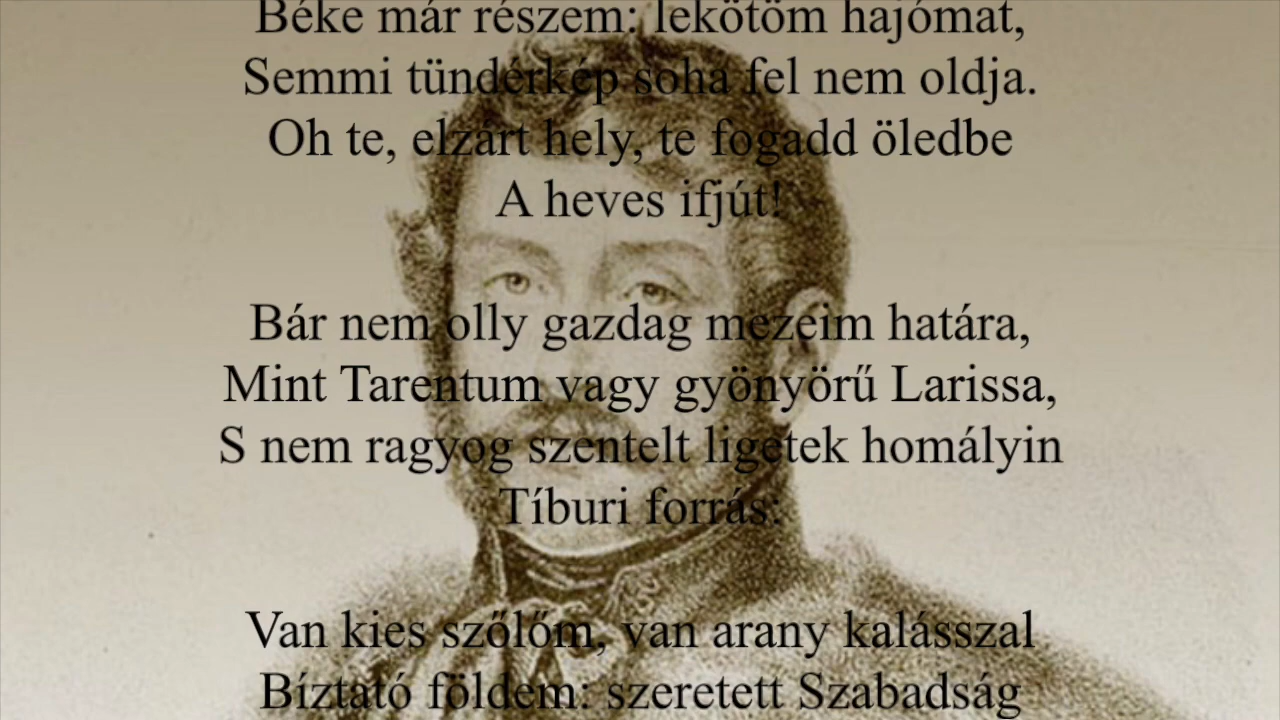 Béke már részem: lekötöm hajómat,
Semmi tündérkép soha fel nem oldja.
Oh te, elzárt hely, te fogadd öledbe
A heves ifjút!
Bár nem olly gazdag mezeim határa,
Mint Tarentum vagy gyönyörű Larissa,
S nem ragyog szentelt ligetek homályin
Tíburi forrás:
Van kies szőlőm, van arany kalásszal
Bíztató földem: szeretett Szabadság